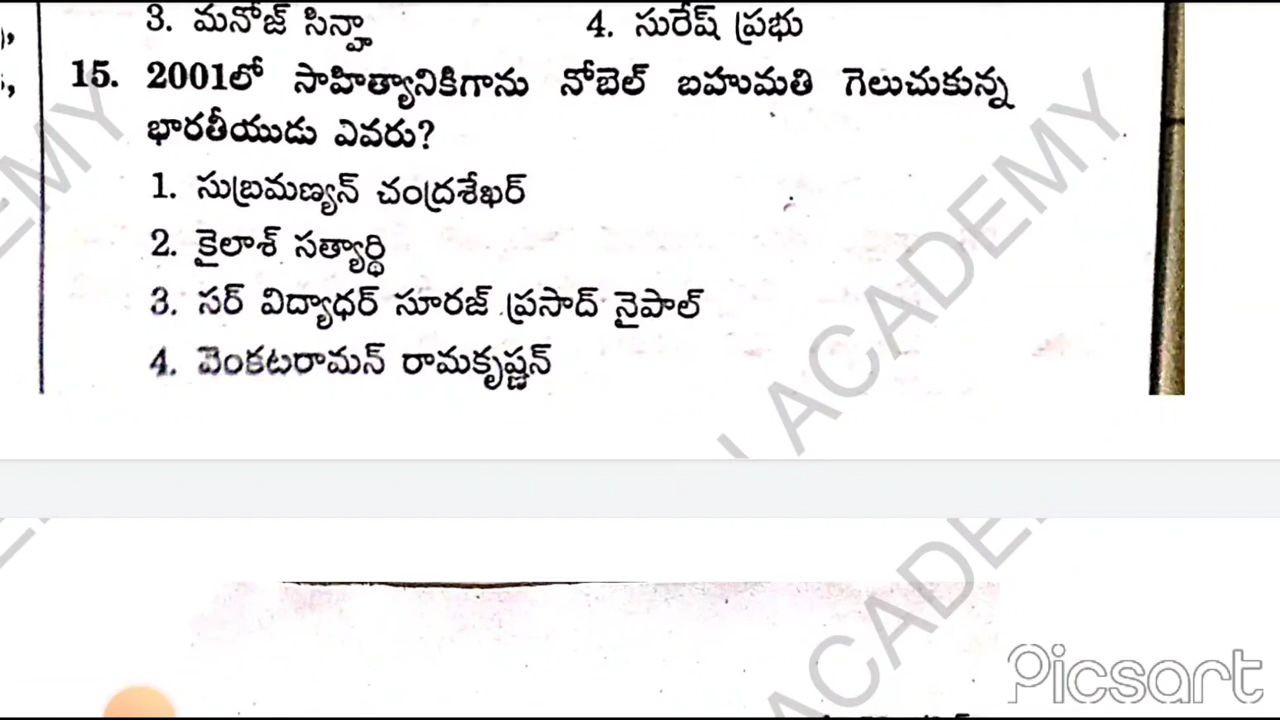 3. మనోజ్ సిన్హా 4. సురేష్ ప్రభు
15. 2001లో సాహిత్యానికిగాను నోబెల్ బహుమతి గెలుచుకున్న
భారతీయుడు ఎవరు?
1. సుబ్రమణ్యన్ చంద్రశేఖర్
2. కైలాశ్ సత్యార్థి
3. సర్ విద్యాధర్ సూరజ్ ప్రసాద్ నైపాల్
4. వెంకటరామన్ రామకృష్ణన్
ACADEMY
Picsart